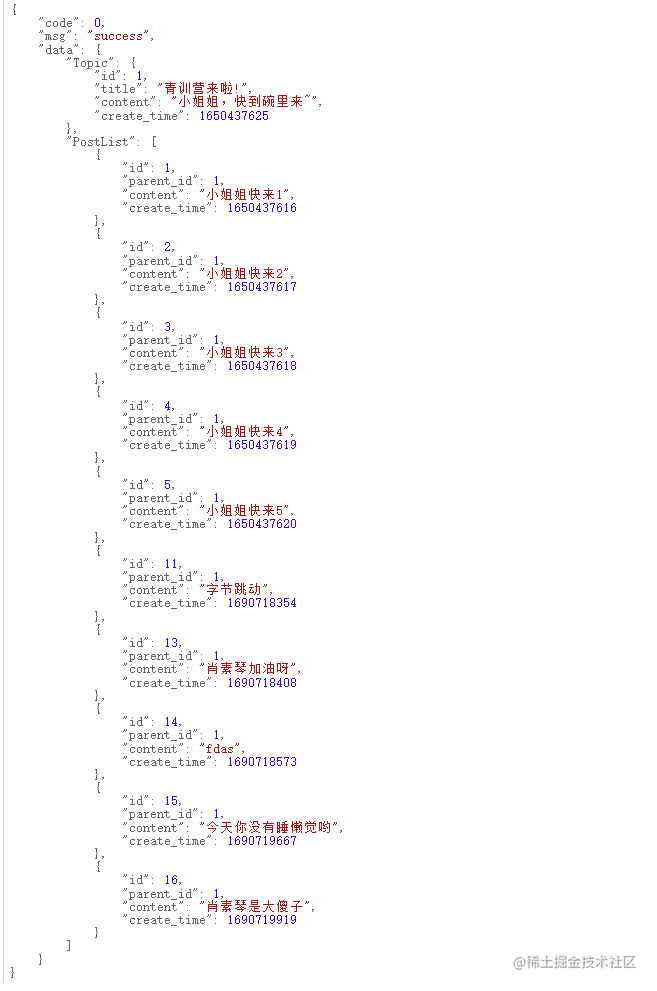 {
    "code": 0,
    "msg": "success",
    "data": {
        "Topic": {
            "id": 1,
            "title": "青训营来啦!",
            "content": "小姐姐，快到碗里来~",
            "create_time": 1650437625
        },
        "PostList": [
            {
                "id": 1,
                "parent_id": 1,
                "content": "小姐姐快来1",
                "create_time": 1650437616
            },
            {
                "id": 2,
                "parent_id": 1,
                "content": "小姐姐快来2",
                "create_time": 1650437617
            },
            {
                "id": 3,
                "parent_id": 1,
                "content": "小姐姐快来3",
                "create_time": 1650437618
            },
            {
                "id": 4,
                "parent_id": 1,
                "content": "小姐姐快来4",
                "create_time": 1650437619
            },
            {
                "id": 5,
                "parent_id": 1,
                "content": "小姐姐快来5",
                "create_time": 1650437620
            },
            {
                "id": 11,
                "parent_id": 1,
                "content": "字节跳动",
                "create_time": 1690718354
            },
            {
                "id": 13,
                "parent_id": 1,
                "content": "肖素琴加油呀",
                "create_time": 1690718408
            },
            {
                "id": 14,
                "parent_id": 1,
                "content": "fdas",
                "create_time": 1690718573
            },
            {
                "id": 15,
                "parent_id": 1,
                "content": "今天你没有睡懒觉哟",
                "create_time": 1690719667
            },
            {
                "id": 16,
                "parent_id": 1,
                "content": "肖素琴是大傻子",
                "create_time": 1690719919
            }
        ]
    }
}
@稀土掘金技术社区